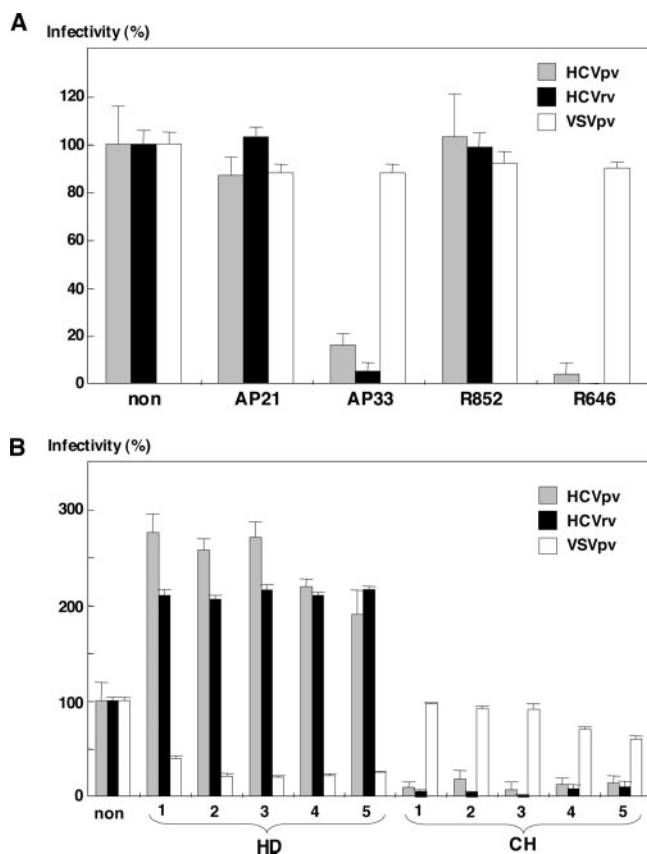 A
Infectivity (%)
120
100
80
60
40
20
0
HCVpv
HCVrv
VSVpv
non AP21 AP33 R852 R646
B
Infectivity (%)
300
200
100
0
HCVpv
HCVrv
VSVpv
non 1 2 3 4 5 1 2 3 4 5
HD CH